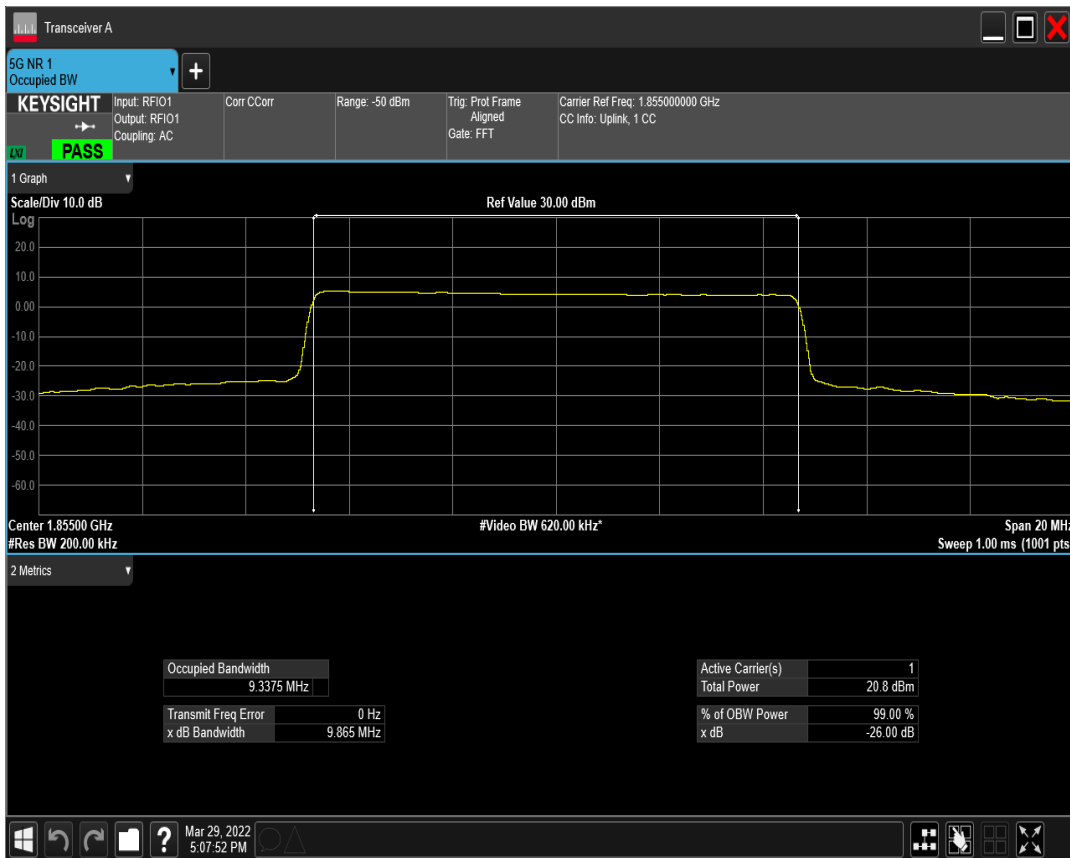 Transceiver A
5G NR 1
Occupied BW
+
KEYSIGHT
LXI
PASS
Input: RFIO1
Output: RFIO1
Coupling: AC
Corr CCorr
Range: -50 dBm
Trig: Prot Frame
Aligned
Gate: FFT
Carrier Ref Freq: 1.855000000 GHz
CC Info: Uplink, 1 CC
1 Graph
Scale/Div 10.0 dB
Ref Value 30.00 dBm
Log
20.0
10.0
0.00
-10.0
-20.0
-30.0
-40.0
-50.0
-60.0
Center 1.85500 GHz
#Video BW 620.00 kHz*
Span 20 MHz
#Res BW 200.00 kHz
Sweep 1.00 ms (1001 pts
2 Metrics
Occupied Bandwidth
9.3375 MHz
Transmit Freq Error 0 Hz
x dB Bandwidth 9.865 MHz
Active Carrier(s) 1
Total Power 20.8 dBm
% of OBW Power 99.00 %
x dB -26.00 dB
?
Mar 29, 2022
5:07:52 PM